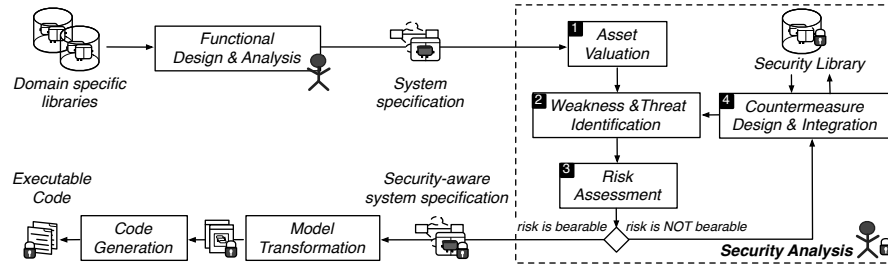 Domain specific
libraries
Functional
Design & Analysis
System
specification
1
Asset
Valuation
2
Weakness &Threat
Identification
3
Risk
Assessment
Security Library
4
Countermeasure
Design & Integration
risk is bearable
risk is NOT bearable
Security Analysis
Security-aware
system specification
Model
Transformation
Code
Generation
Executable
Code